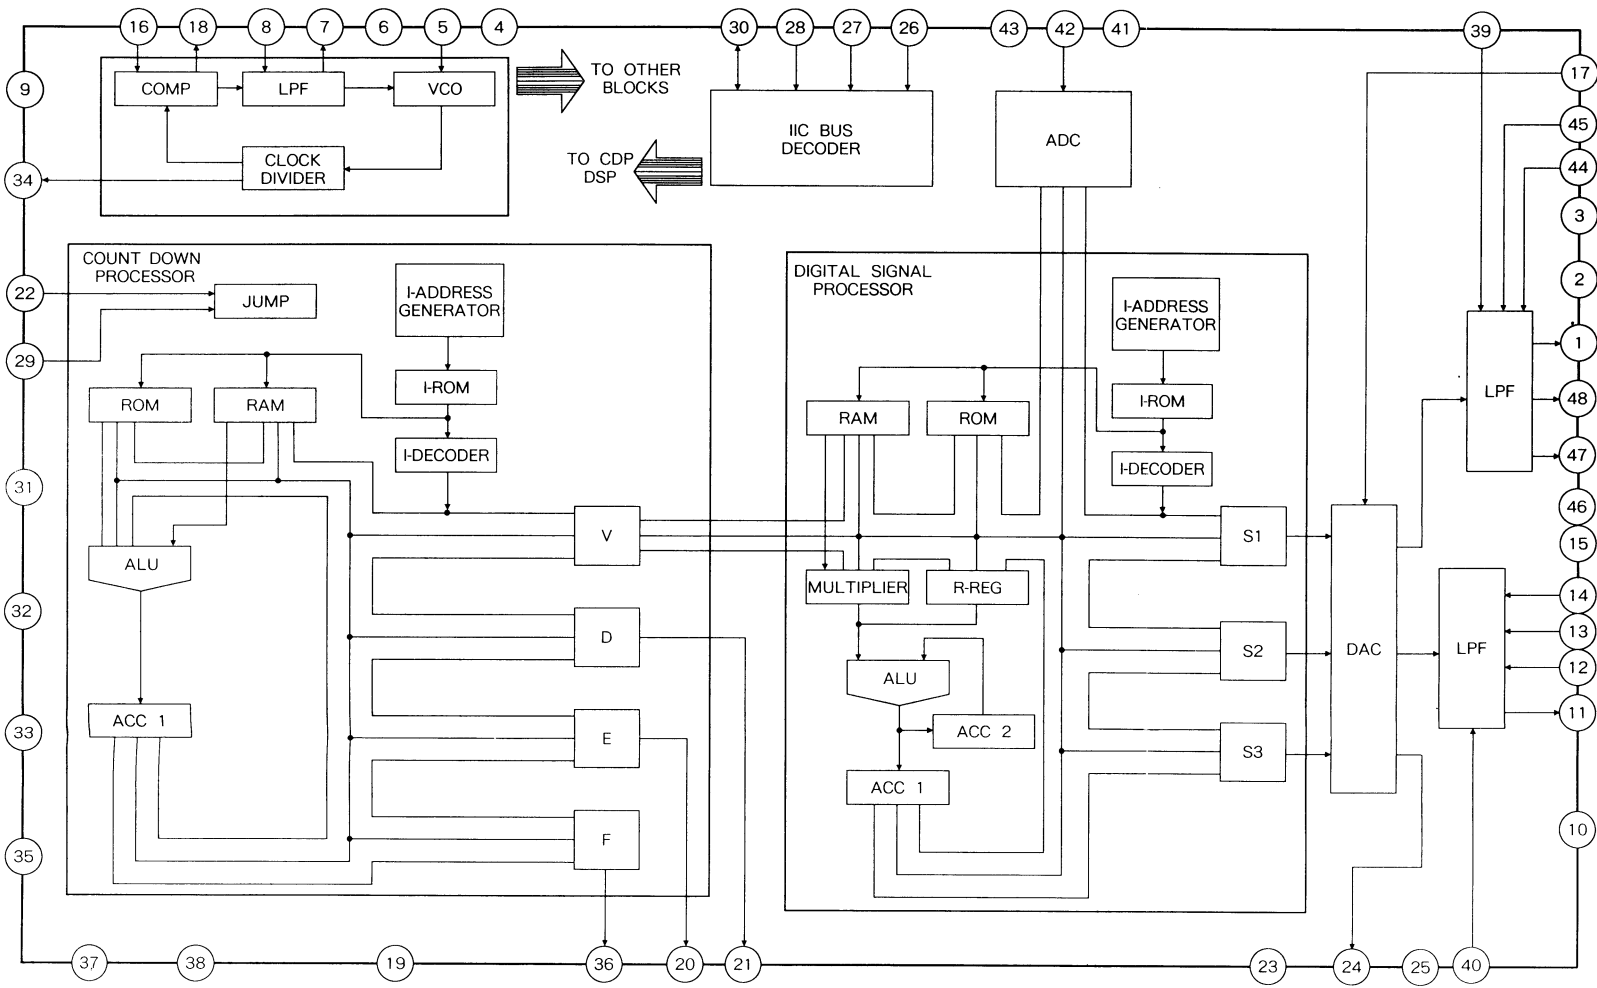 16
18
8
7
6
5
4
30
28
27
26
43
42
41
39
9
34
22
29
31
32
33
35
17
45
44
3
2
1
48
47
46
15
14
13
12
11
10
37
38
19
36
20
21
23
24
25
40
COMP
LPF
VCO
CLOCK
DIVIDER
TO OTHER
BLOCKS
TO CDP
DSP
IIC BUS
DECODER
ADC
COUNT DOWN
PROCESSOR
JUMP
I-ADDRESS
GENERATOR
I-ROM
I-DECODER
ROM
RAM
ALU
ACC 1
V
D
E
F
DIGITAL SIGNAL
PROCESSOR
I-ADDRESS
GENERATOR
I-ROM
I-DECODER
RAM
ROM
MULTIPLIER
R-REG
ALU
ACC 2
ACC 1
S1
S2
S3
DAC
LPF
LPF